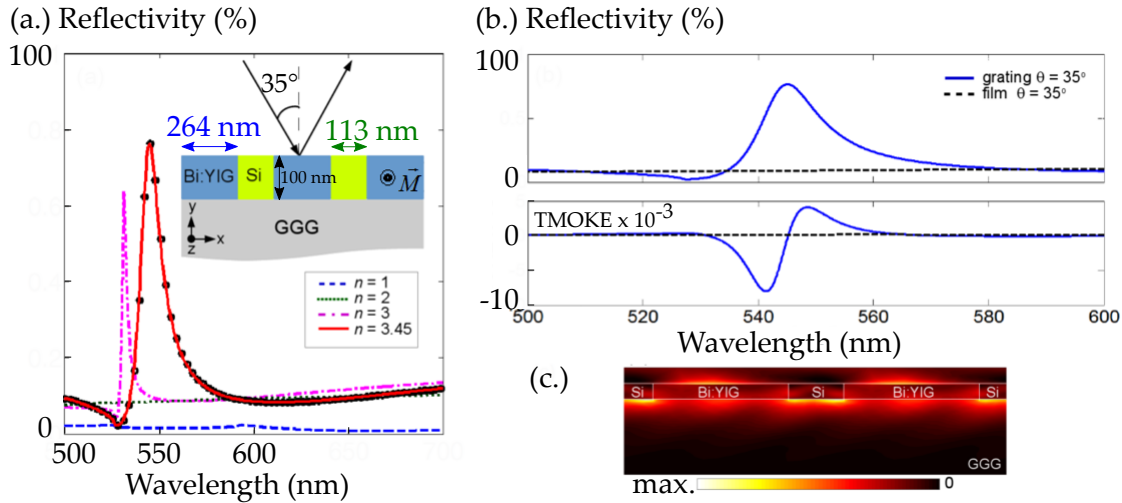 (a.) Reflectivity (%)
100
35°
264 nm
113 nm
Bi:YIG
Si
100 nm
M
GGG
y
x
z
n = 1
n = 2
n = 3
n = 3.45
0
500
550
600
650
700
Wavelength (nm)
(b.) Reflectivity (%)
100
grating θ = 35°
film θ = 35°
0
TMOKE x 10-3
0
-10
500
520
540
560
580
600
Wavelength (nm)
(c.)
Si
Bi:YIG
Si
Bi:YIG
Si
GGG
max.
0